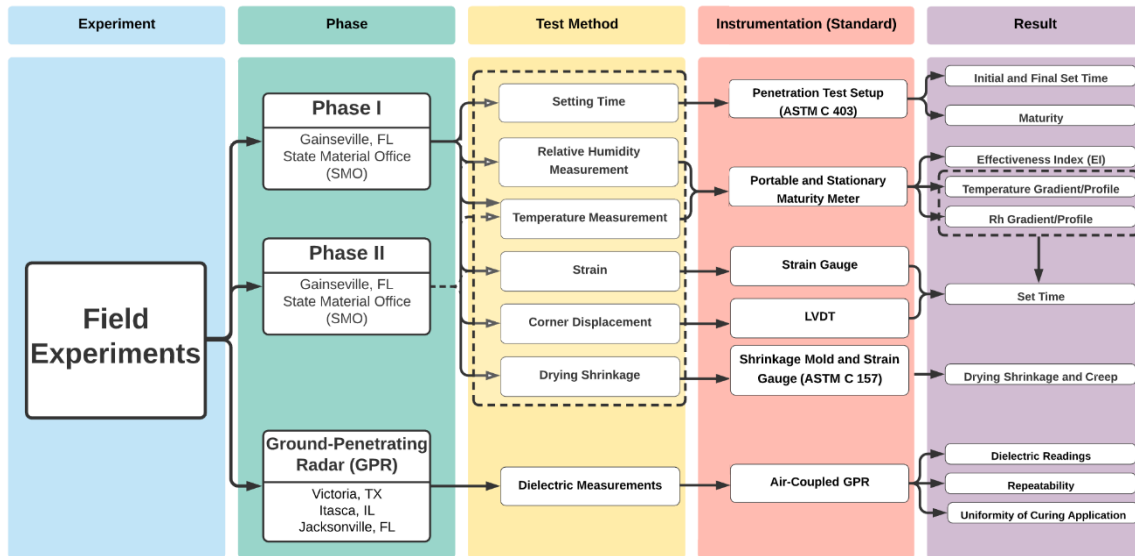 Experiment
Phase
Test Method
Instrumentation (Standard)
Result
Field
Experiments
Phase I
Gainseville, FL
State Material Office
(SMO)
Phase II
Gainseville, FL
State Material Office
(SMO)
Ground-Penetrating
Radar (GPR)
Victoria, TX
Itasca, IL
Jacksonville, FL
Setting Time
Relative Humidity
Measurement
Temperature Measurement
Strain
Corner Displacement
Drying Shrinkage
Dielectric Measurements
Penetration Test Setup
(ASTM C 403)
Portable and Stationary
Maturity Meter
Strain Gauge
LVDT
Shrinkage Mold and Strain
Gauge (ASTM C 157)
Air-Coupled GPR
Initial and Final Set Time
Maturity
Effectiveness Index (EI)
Temperature Gradient/Profile
Rh Gradient/Profile
Set Time
Drying Shrinkage and Creep
Dielectric Readings
Repeatability
Uniformity of Curing Application